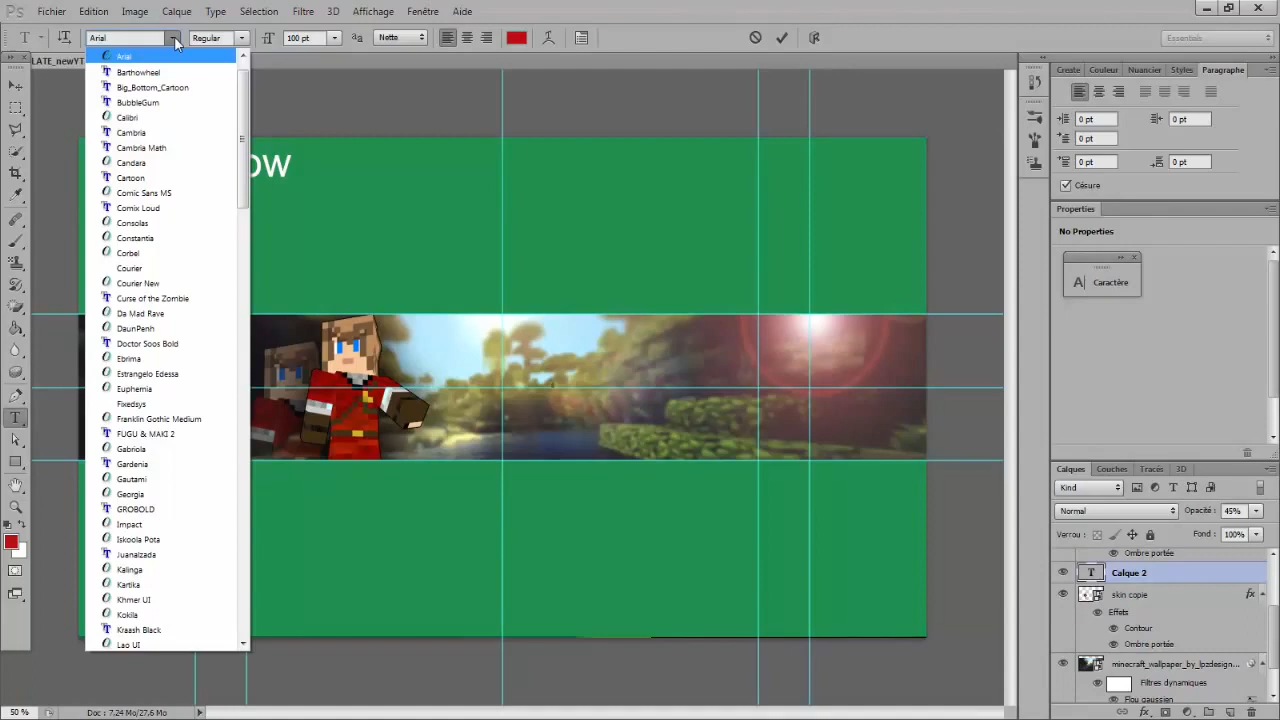 Ps Fichier Edition Image Calque Type Sélection Filtre 3D Affichage Fenêtre Aide
T Arial Regular 100 pt aa Nette Essentiels
LATE_newYT
Arial
Barthowheel
Big_Bottom_Cartoon
BubbleGum
Calibri
Cambria
Cambria Math
Candara
Cartoon
Comic Sans MS
Comix Loud
Consolas
Constantia
Corbel
Courier
Courier New
Curse of the Zombie
Da Mad Rave
DaunPenh
Doctor Soos Bold
Ebrima
Estrangelo Edessa
Euphemia
Fixedsys
Franklin Gothic Medium
FUGU & MAKI 2
Gabriola
Gardenia
Gautami
Georgia
GROBOLD
Impact
Iskoola Pota
Juanalzada
Kalinga
Kartika
Khmer UI
Kokila
Kraash Black
Lao UI
ow
Créate Couleur Nuancier Styles Paragraphe
0 pt 0 pt
0 pt
0 pt 0 pt
Césure
Properties
No Properties
A Caractère
Calques Couches Tracés 3D
Kind
Normal Opacité : 45%
Verrou : Fond : 100%
Ombre portée
T Calque 2
skin copie fx
Effets
Contour
Ombre portée
minecraft_wallpaper_by_lpzdesign...
Filtres dynamiques
Flou gaussien
50 % Doc : 7,24 Mo/27,6 Mo